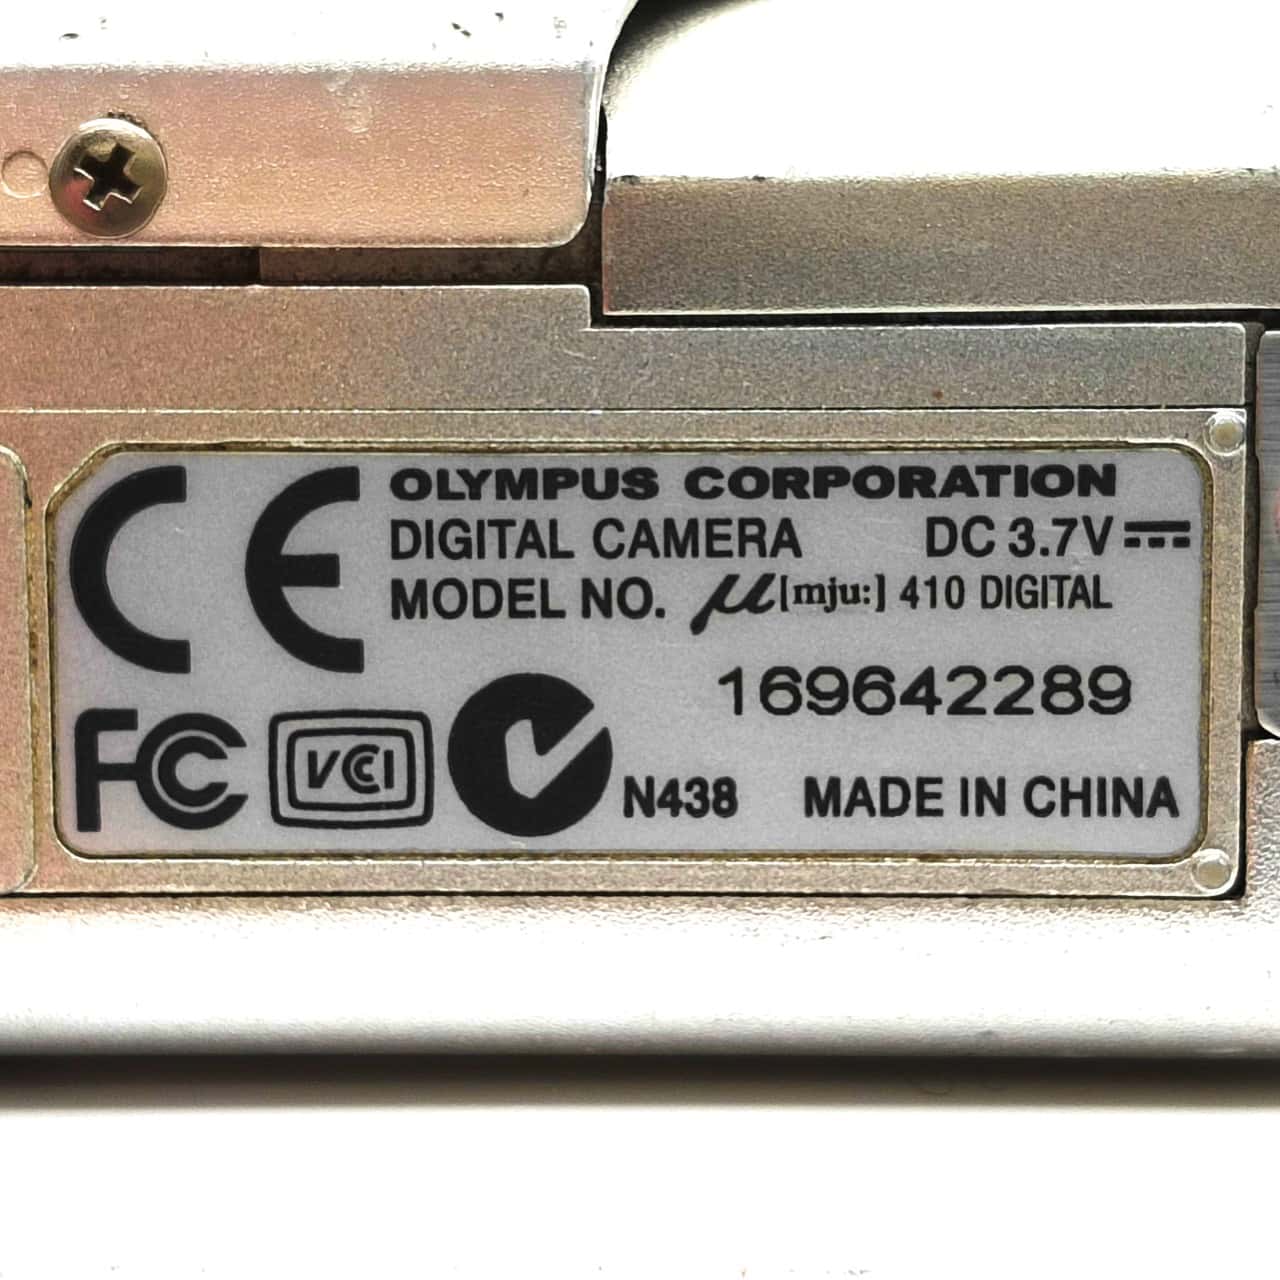 CE
OLYMPUS CORPORATION
DIGITAL CAMERA DC 3.7V
MODEL NO. μ[mju:] 410 DIGITAL
169642289
FC VCCI N438 MADE IN CHINA